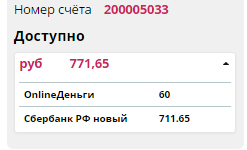 Номер счёта 200005033
Доступно
руб 771,65
OnlineДеньги 60
Сбербанк РФ новый 711.65